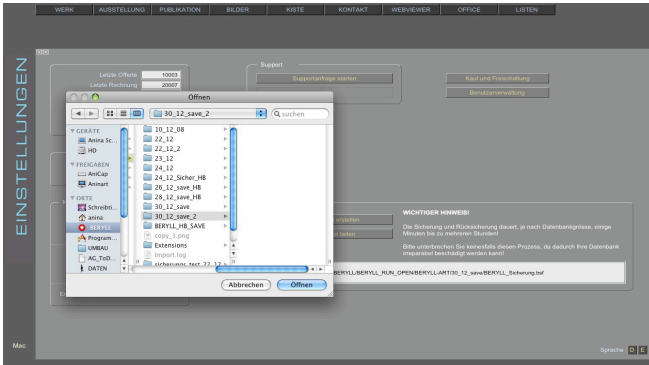 WERK AUSSTELLUNG PUBLIKATION BILDER KISTE KONTAKT WEBVIEWER OFFICE LISTEN
EINSTELLUNGEN
Letzte Offerte 10003
Letzte Rechnung 20007
Support
Supportanfrage starten
Kauf und Freischaltung
Benutzerverwaltung
Öffnen
30_12_save_2
suchen
GERÄTE
Anina Sc...
HD
FREIGABEN
AniCap
Aninart
ORTE
Schreibti...
anina
BERYLL
Program...
UMBAU
AG_ToD...
DATEN
10_12_08
22_12
22_12_2
23_12
24_12
24_12_Sicher_HB
26_12_save_HB
28_12_save_HB
30_12_save
30_12_save_2
BERYLL_HB_SAVE
copy_3.png
Extensions
Import.log
sicherungs_test_22_12
Abbrechen Öffnen
erstellen
WICHTIGER HINWEIS!
Die Sicherung und Rücksicherung dauert, je nach Datenbankgrösse, einige
Minuten bis zu mehreren Stunden!
Bitte unterbrechen Sie keinesfalls diesen Prozess, da dadurch Ihre Datenbank
irreparabel beschädigt werden kann!
BERYLL/BERYLL_RUN_OPEN/BERYLL-ART/30_12_save/BERYLL_Sicherung.bsf
Mac
Sprache D E